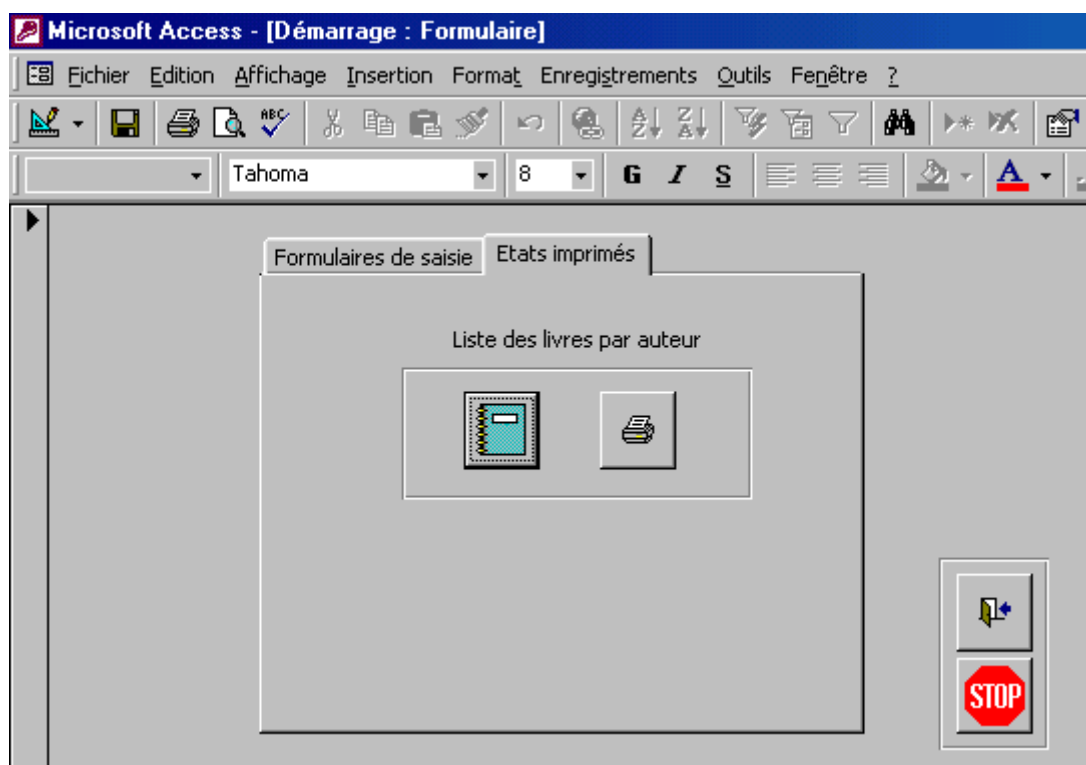 Microsoft Access - [Démarrage : Formulaire]
Fichier Edition Affichage Insertion Format Enregistrements Outils Fenêtre ?
ABC
A Z Z A
Tahoma 8 G I S A
Formulaires de saisie Etats imprimés
Liste des livres par auteur
STOP